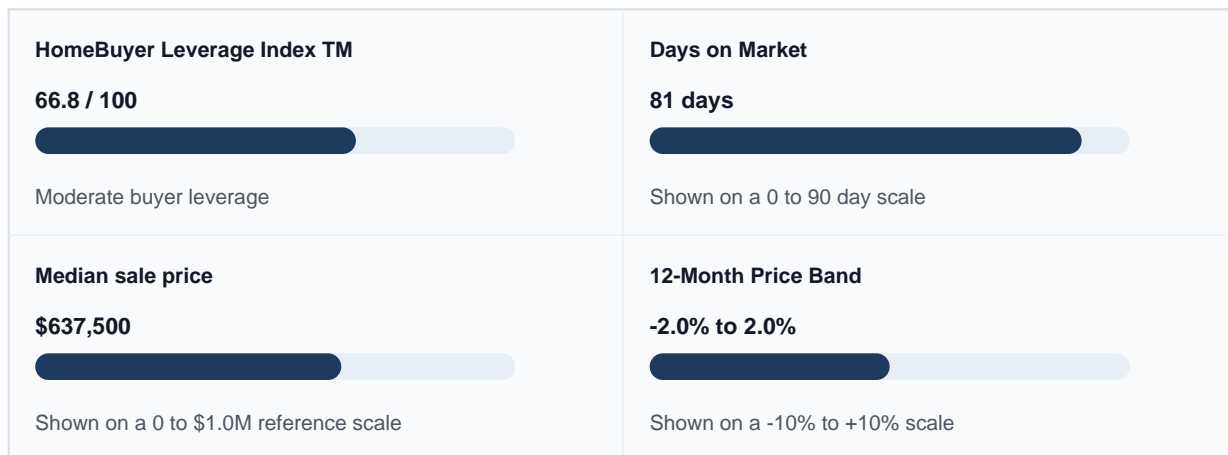 HomeBuyer Leverage Index TM
66.8 / 100
Moderate buyer leverage
Days on Market
81 days
Shown on a 0 to 90 day scale
Median sale price
$637,500
Shown on a 0 to $1.0M reference scale
12-Month Price Band
-2.0% to 2.0%
Shown on a -10% to +10% scale